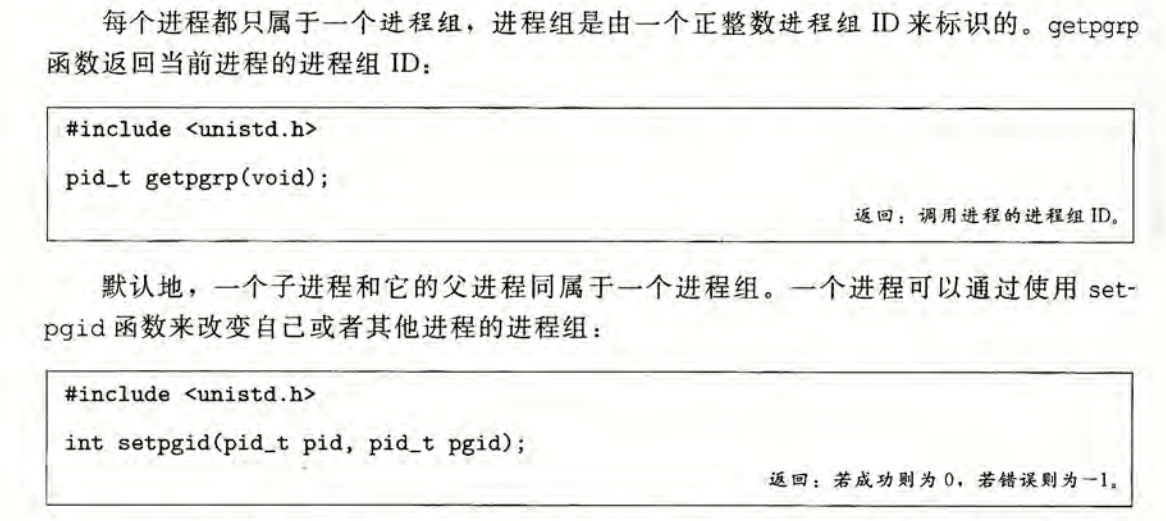 每个进程都只属于一个进程组，进程组是由一个正整数进程组 ID 来标识的。getpgrp
函数返回当前进程的进程组 ID：
#include <unistd.h>
pid_t getpgrp(void);
返回：调用进程的进程组 ID。
默认地，一个子进程和它的父进程同属于一个进程组。一个进程可以通过使用 set-
pgid 函数来改变自己或者其他进程的进程组：
#include <unistd.h>
int setpgid(pid_t pid, pid_t pgid);
返回：若成功则为 0，若错误则为－1。